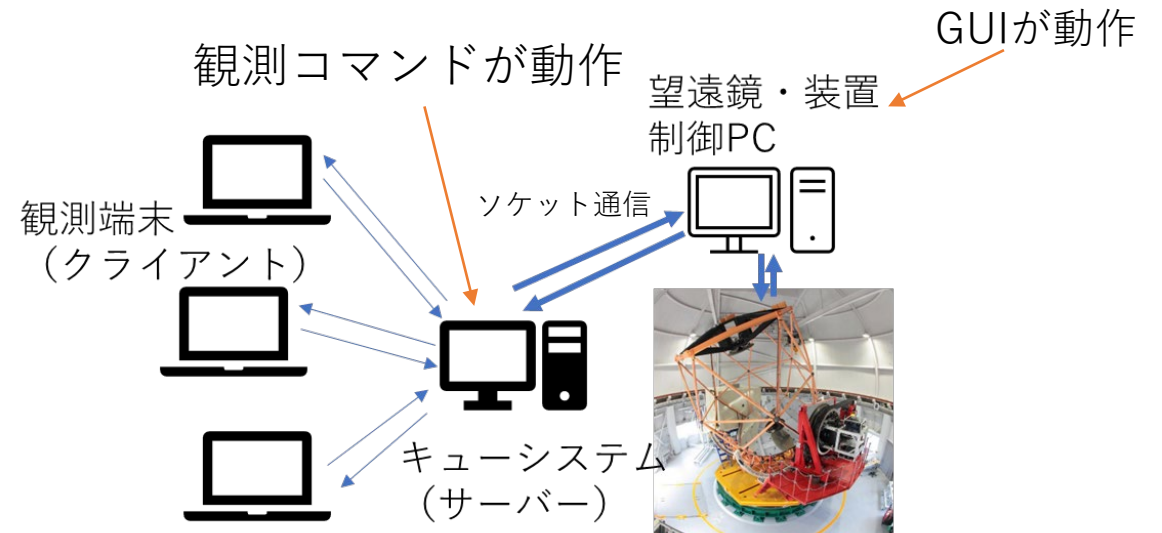 GUIが動作
観測コマンドが動作
望遠鏡・装置
制御PC
ソケット通信
観測端末
（クライアント）
キューシステム
（サーバー）